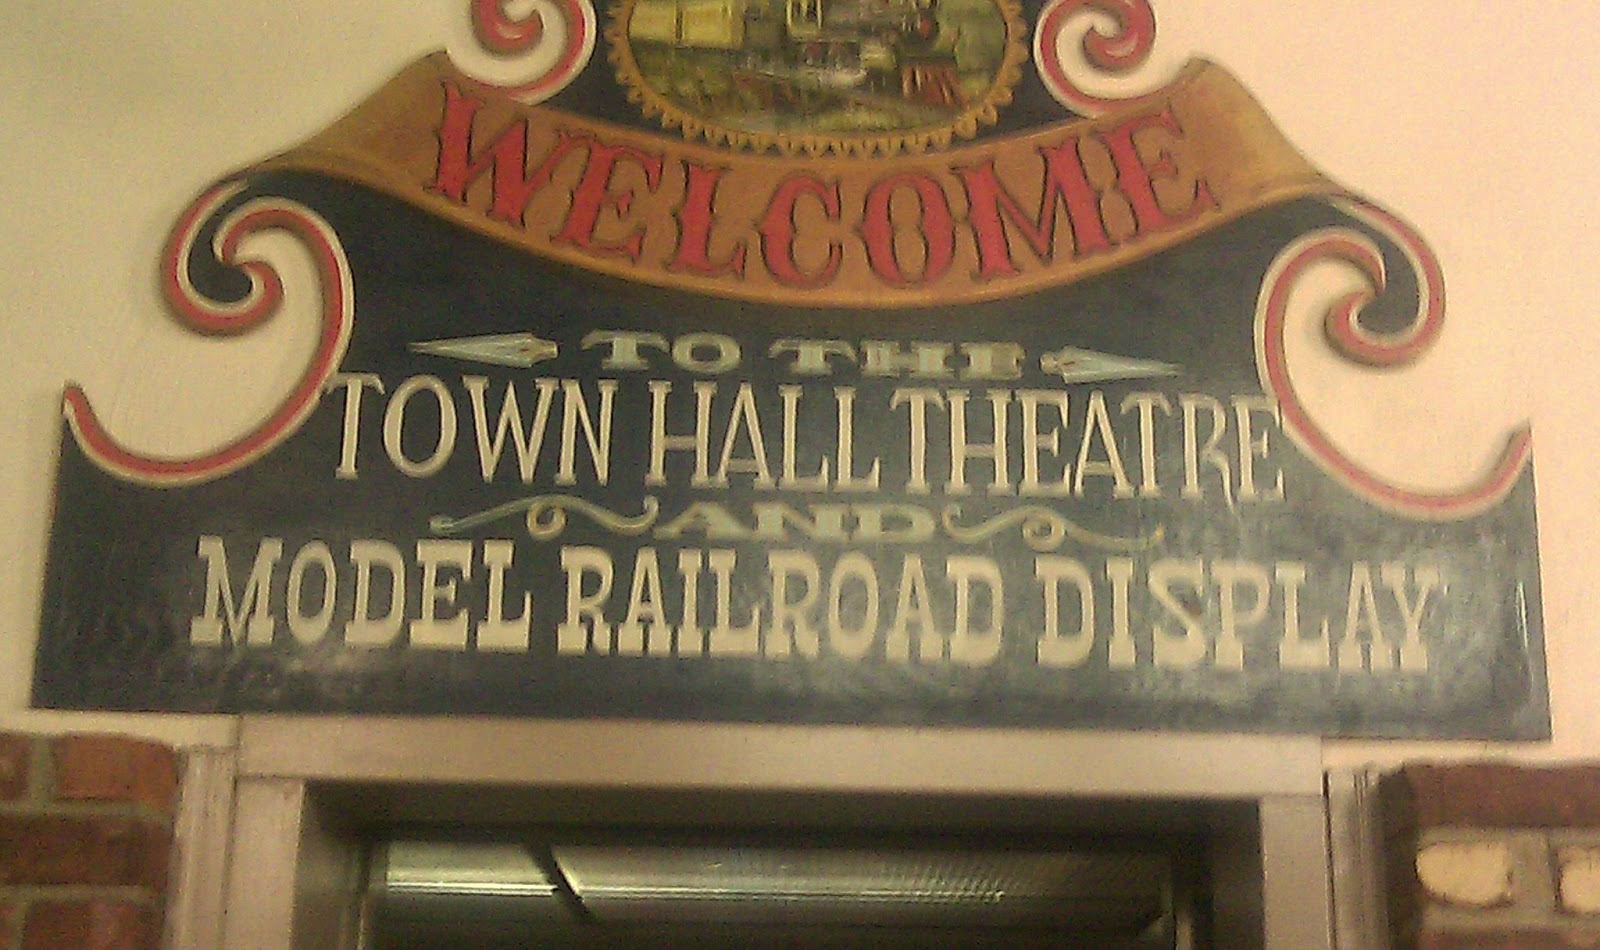 WELCOME
TO THE
TOWN HALL THEATRE
AND
MODEL RAILROAD DISPLAY